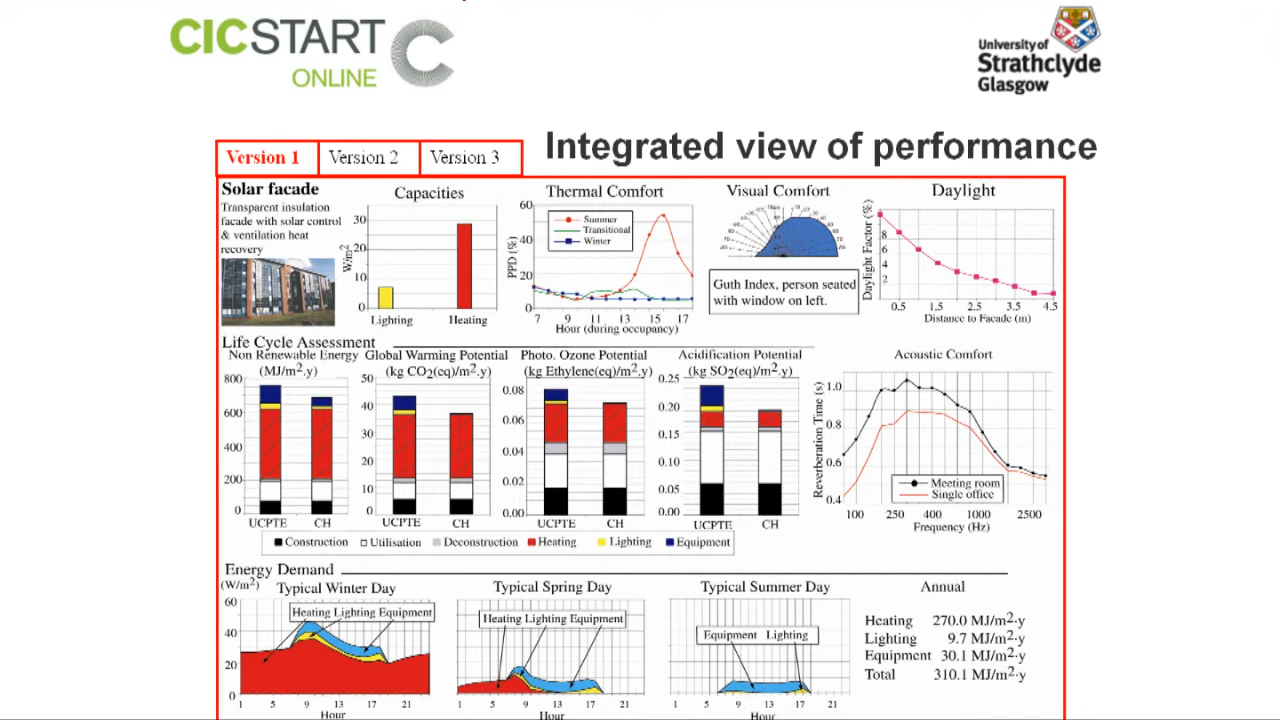 CICSTART
ONLINE
University of
Strathclyde
Glasgow
Version 1
Version 2
Version 3
Integrated view of performance
Solar facade
Transparent insulation
facade with solar control
& ventilation heat
recovery
Capacities
W/m2
30
20
10
0
Lighting
Heating
Thermal Comfort
PPD (%)
60
40
20
0
Summer
Transitional
Winter
7 9 11 13 15 17
Hour (during occupancy)
Visual Comfort
Guth Index, person seated
with window on left.
Daylight
Daylight Factor (%)
8
6
4
2
0.5 1.5 2.5 3.5 4.5
Distance to Facade (m)
Life Cycle Assessment
Non Renewable Energy
(MJ/m2.y)
800
600
400
200
0
UCPTE CH
Global Warming Potential
(kg CO2(eq)/m2.y)
50
40
30
20
10
0
UCPTE CH
Photo. Ozone Potential
(kg Ethylene(eq)/m2.y)
0.08
0.06
0.04
0.02
0.00
UCPTE CH
Acidification Potential
(kg SO2(eq)/m2.y)
0.25
0.20
0.15
0.10
0.05
0.00
UCPTE CH
Construction Utilisation Deconstruction Heating Lighting Equipment
Acoustic Comfort
Reverberation Time (s)
1.0
0.8
0.6
0.4
Meeting room
Single office
100 250 400 1000 2500
Frequency (Hz)
Energy Demand
(W/m2)
Typical Winter Day
60
40
20
0
Heating Lighting Equipment
1 5 9 13 17 21
Hour
Typical Spring Day
Heating Lighting Equipment
1 5 9 13 17 21
Hour
Typical Summer Day
Equipment Lighting
1 5 9 13 17 21
Hour
Annual
Heating 270.0 MJ/m2.y
Lighting 9.7 MJ/m2.y
Equipment 30.1 MJ/m2.y
Total 310.1 MJ/m2.y